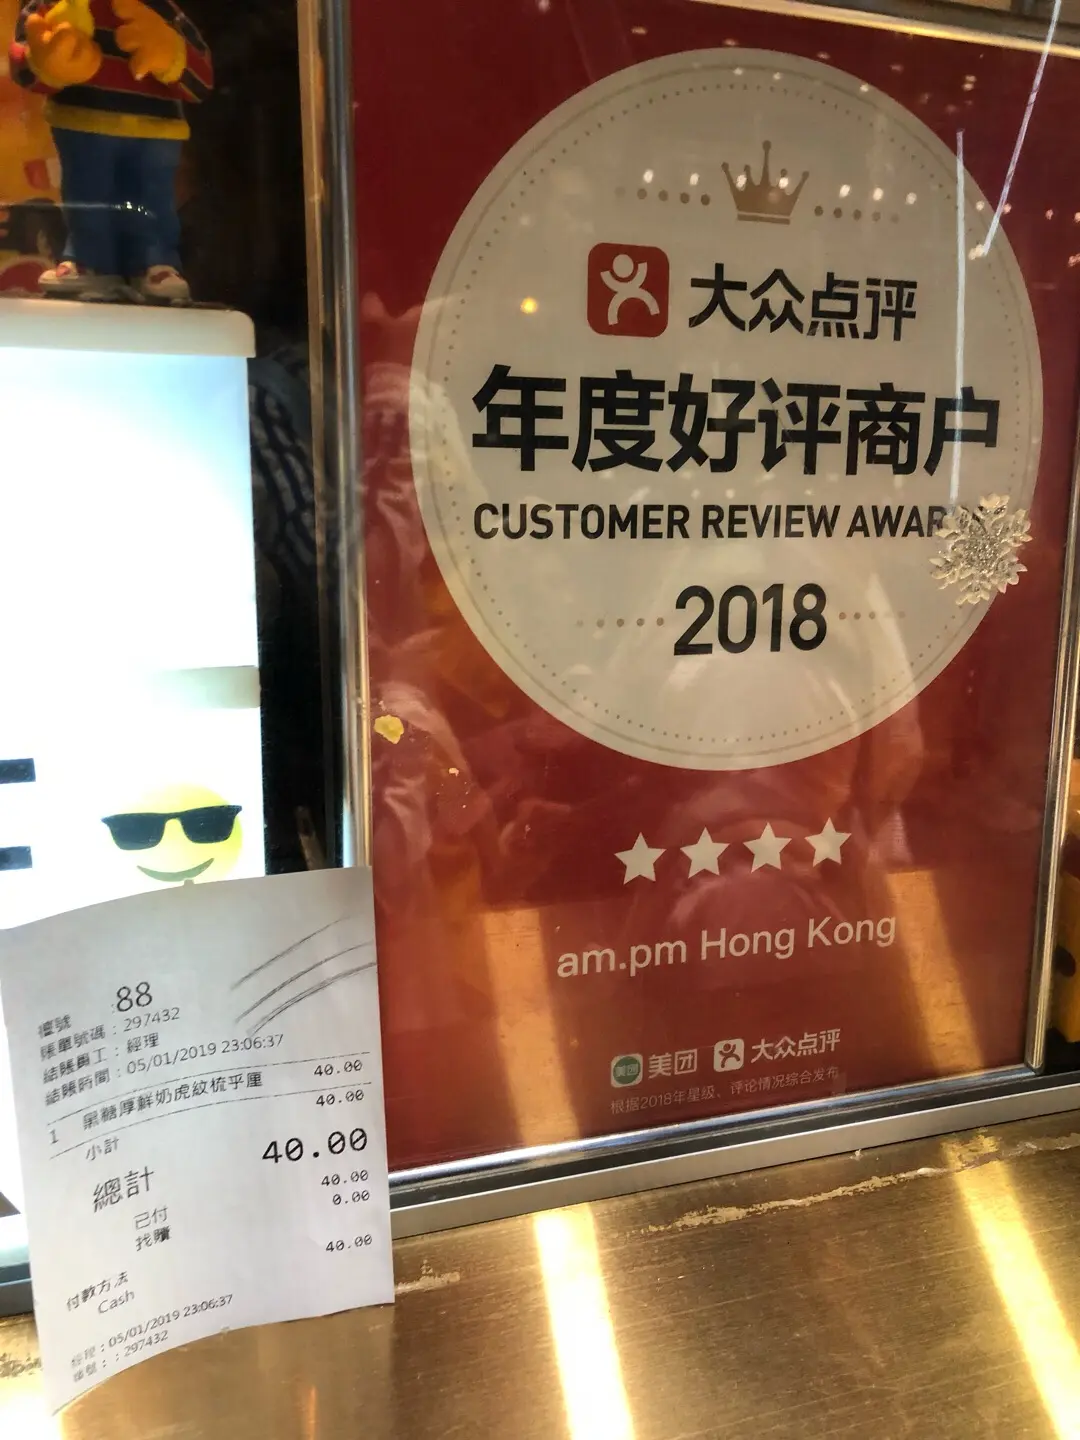 大众点评
年度好评商户
CUSTOMER REVIEW AWARDS
2018
am.pm Hong Kong
美团 美团 大众点评
根据2018年星级、评论情况综合发布
檯號 : 88
賬單號碼 : 297432
結賬員工 : 經理
結賬時間 : 05/01/2019 23:06:37
1 黑糖厚鮮奶虎紋梳乎厘 40.00
小計 40.00
總計 40.00
已付 40.00
找贖 0.00
付款方法
Cash 40.00
經理 : 05/01/2019 23:06:37
單號 : : 297432